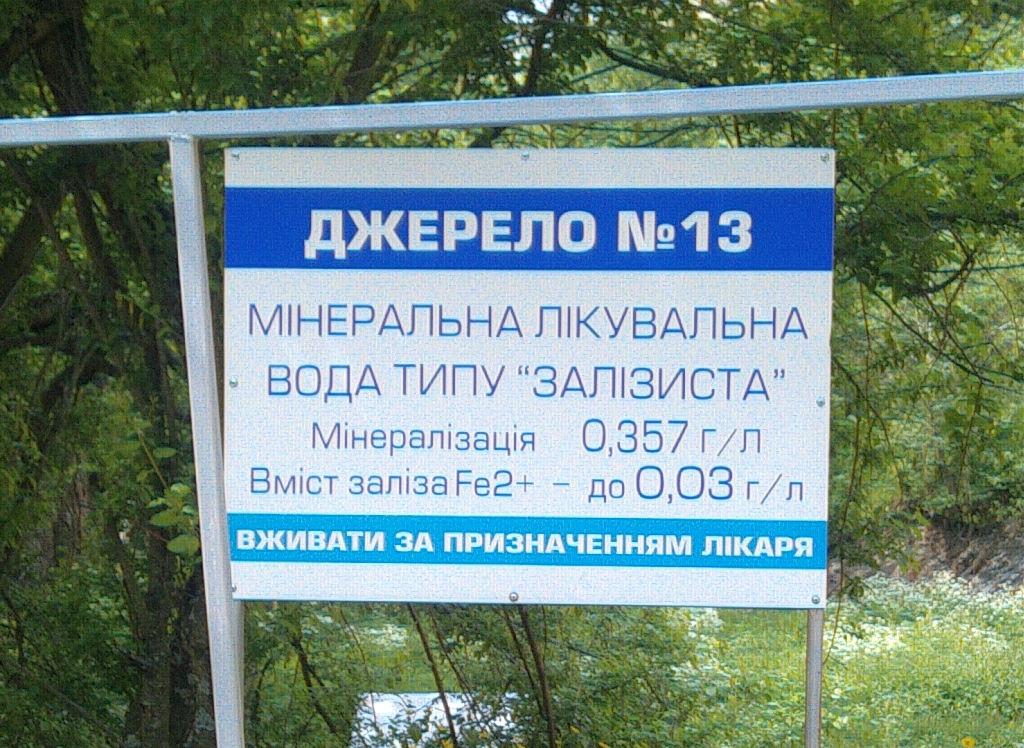 ДЖЕРЕЛО №13
МІНЕРАЛЬНА ЛІКУВАЛЬНА
ВОДА ТИПУ “ЗАЛІЗИСТА”
Мінералізація 0,357 г/л
Вміст заліза Fe2+ - до 0,03 г/л
ВЖИВАТИ ЗА ПРИЗНАЧЕННЯМ ЛІКАРЯ